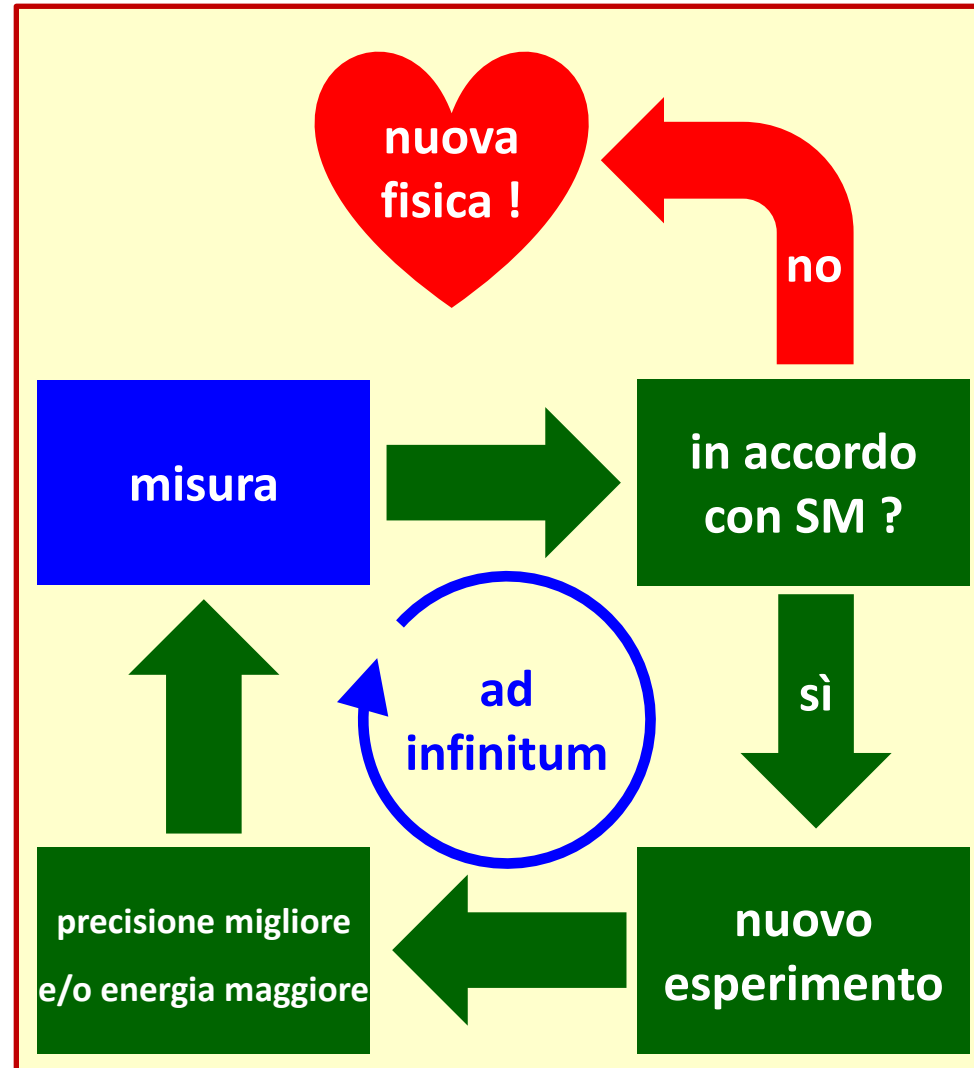 nuova
fisica !
no
misura
in accordo
con SM ?
sì
ad
infinitum
precisione migliore
e/o energia maggiore
nuovo
esperimento